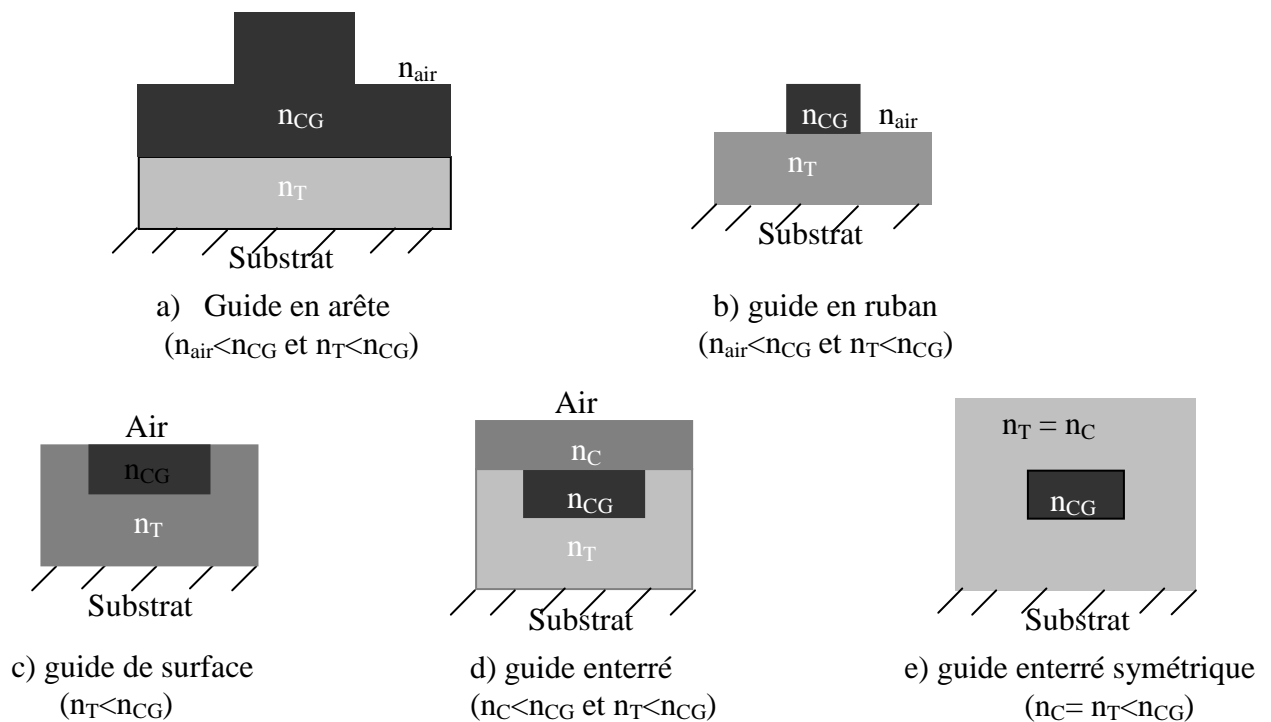 n_air
n_CG
n_T
Substrat
a) Guide en arête
(n_air<n_CG et n_T<n_CG)
n_CG
n_air
n_T
Substrat
b) guide en ruban
(n_air<n_CG et n_T<n_CG)
Air
n_CG
n_T
Substrat
c) guide de surface
(n_T<n_CG)
Air
n_C
n_CG
n_T
Substrat
d) guide enterré
(n_C<n_CG et n_T<n_CG)
n_T = n_C
n_CG
Substrat
e) guide enterré symétrique
(n_C= n_T<n_CG)